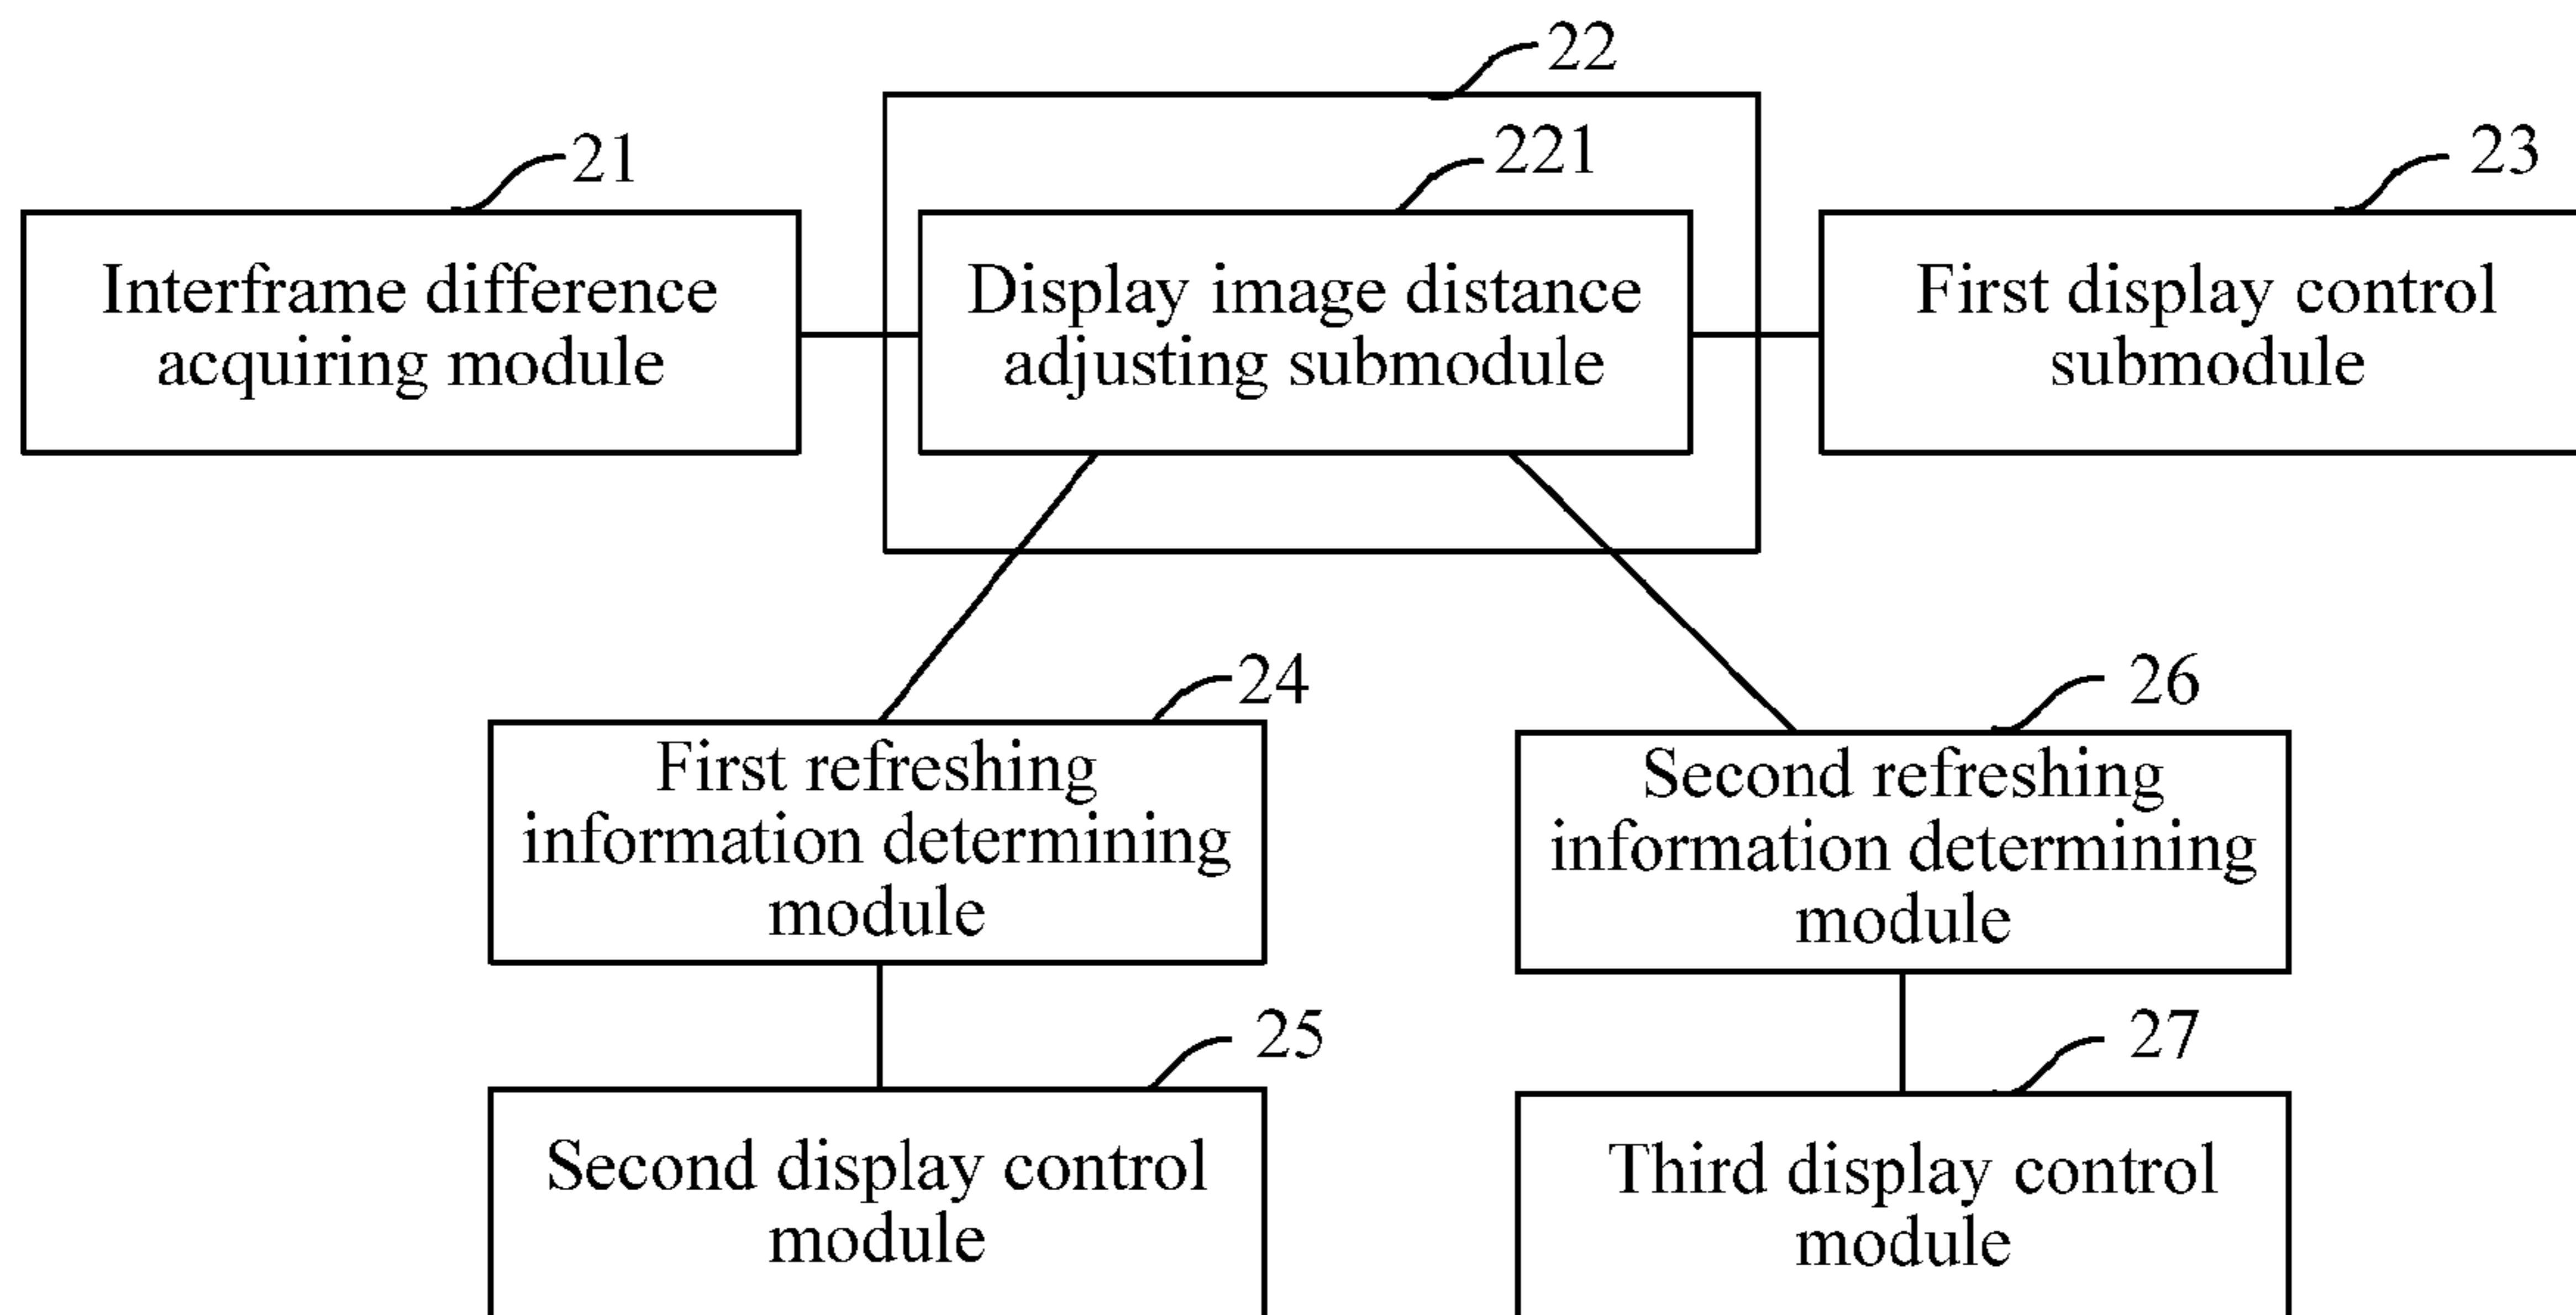 22
221
21
23
Interframe difference
acquiring module
Display image distance
adjusting submodule
First display control
submodule
24
26
First refreshing
information determining
module
Second refreshing
information determining
module
25
27
Second display control
module
Third display control
module